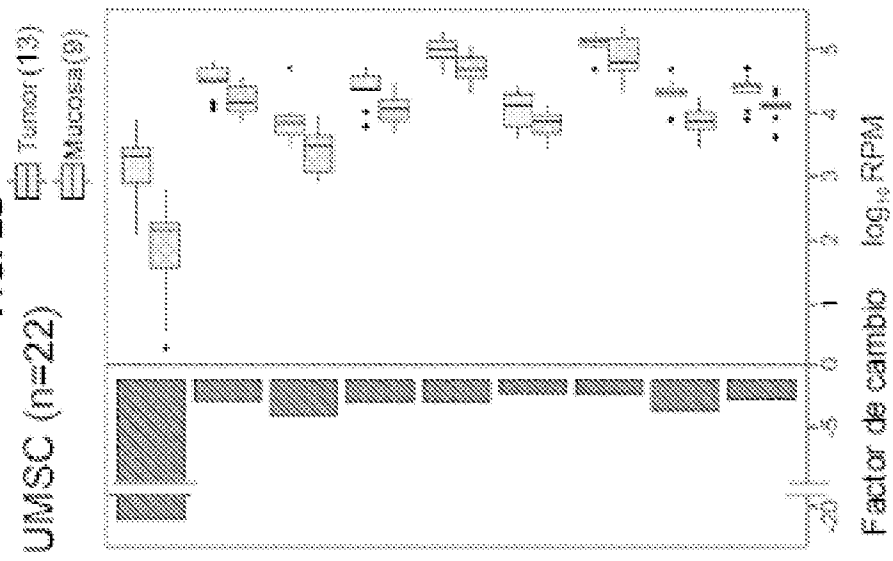 UMSC (n=22)
Tumor (13)
Mucosa (9)
-20
-5
0
1
2
3
4
5
Factor de cambio
log₁₀ RPM